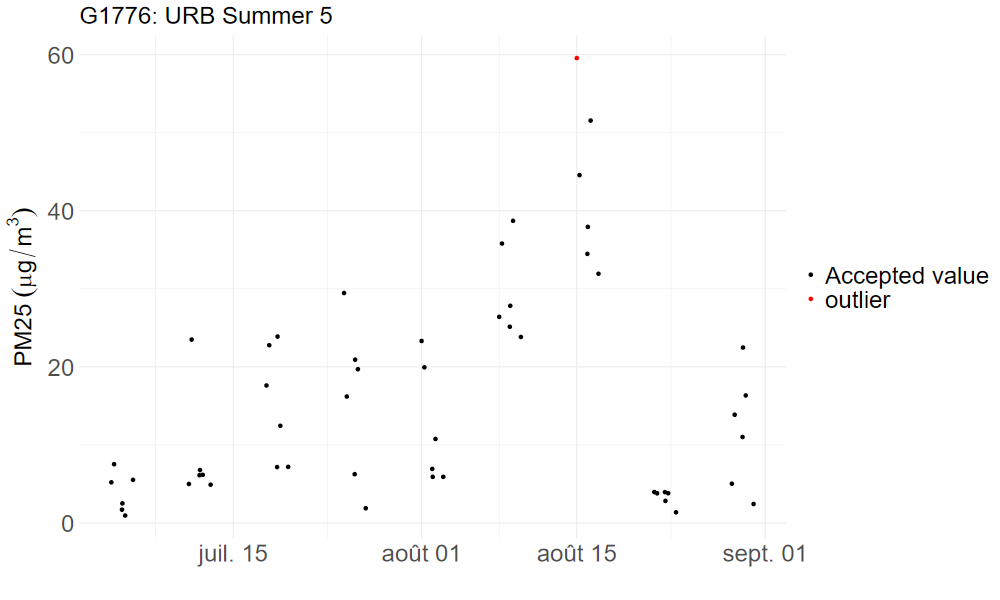 G1776: URB Summer 5
60
40
20
0
PM25 (μg/m³)
juil. 15
août 01
août 15
sept. 01
Accepted value
outlier